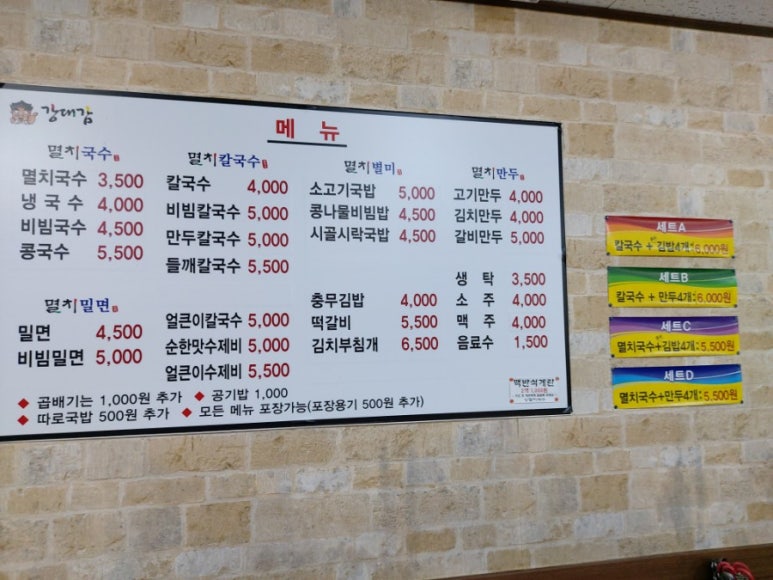 강대감
메 뉴
멸치국수
멸치국수 3,500
냉국수 4,000
비빔국수 4,500
콩국수 5,500
멸치밀면
밀면 4,500
비빔밀면 5,000
멸치칼국수
칼국수 4,000
비빔칼국수 5,000
만두칼국수 5,000
들깨칼국수 5,500
얼큰이칼국수 5,000
순한맛수제비 5,000
얼큰이수제비 5,500
멸치별미
소고기국밥 5,000
콩나물비빔밥 4,500
시골시락국밥 4,500
충무김밥 4,000
떡갈비 5,500
김치부침개 6,500
멸치만두
고기만두 4,000
김치만두 4,000
갈비만두 5,000
생 탁 3,500
소 주 4,000
맥 주 4,000
음료수 1,500
◆ 곱배기는 1,000원 추가 ◆ 공기밥 1,000
◆ 따로국밥 500원 추가 ◆ 모든 메뉴 포장가능(포장용기 500원 추가)
맥반석계란
세트A
칼국수 + 김밥4개:6,000원
세트B
칼국수 + 만두4개:6,000원
세트C
멸치국수+김밥4개:5,500원
세트D
멸치국수+만두4개:5,500원